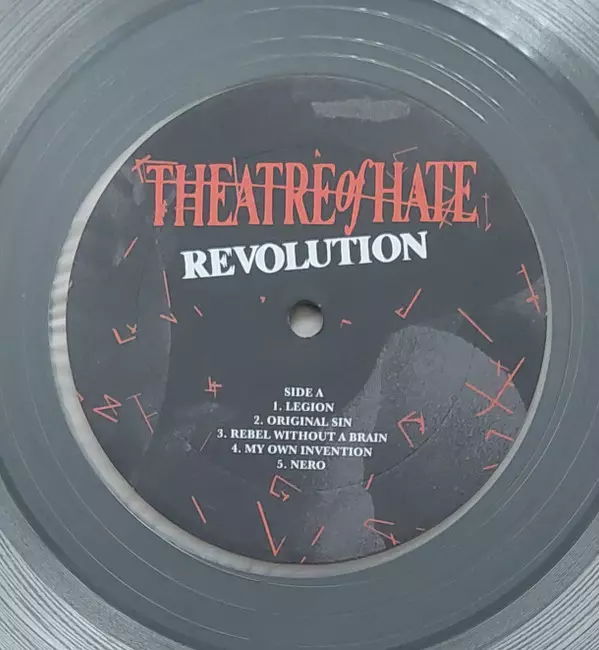 THEATRE of HATE
REVOLUTION
SIDE A
1. LEGION
2. ORIGINAL SIN
3. REBEL WITHOUT A BRAIN
4. MY OWN INVENTION
5. NERO